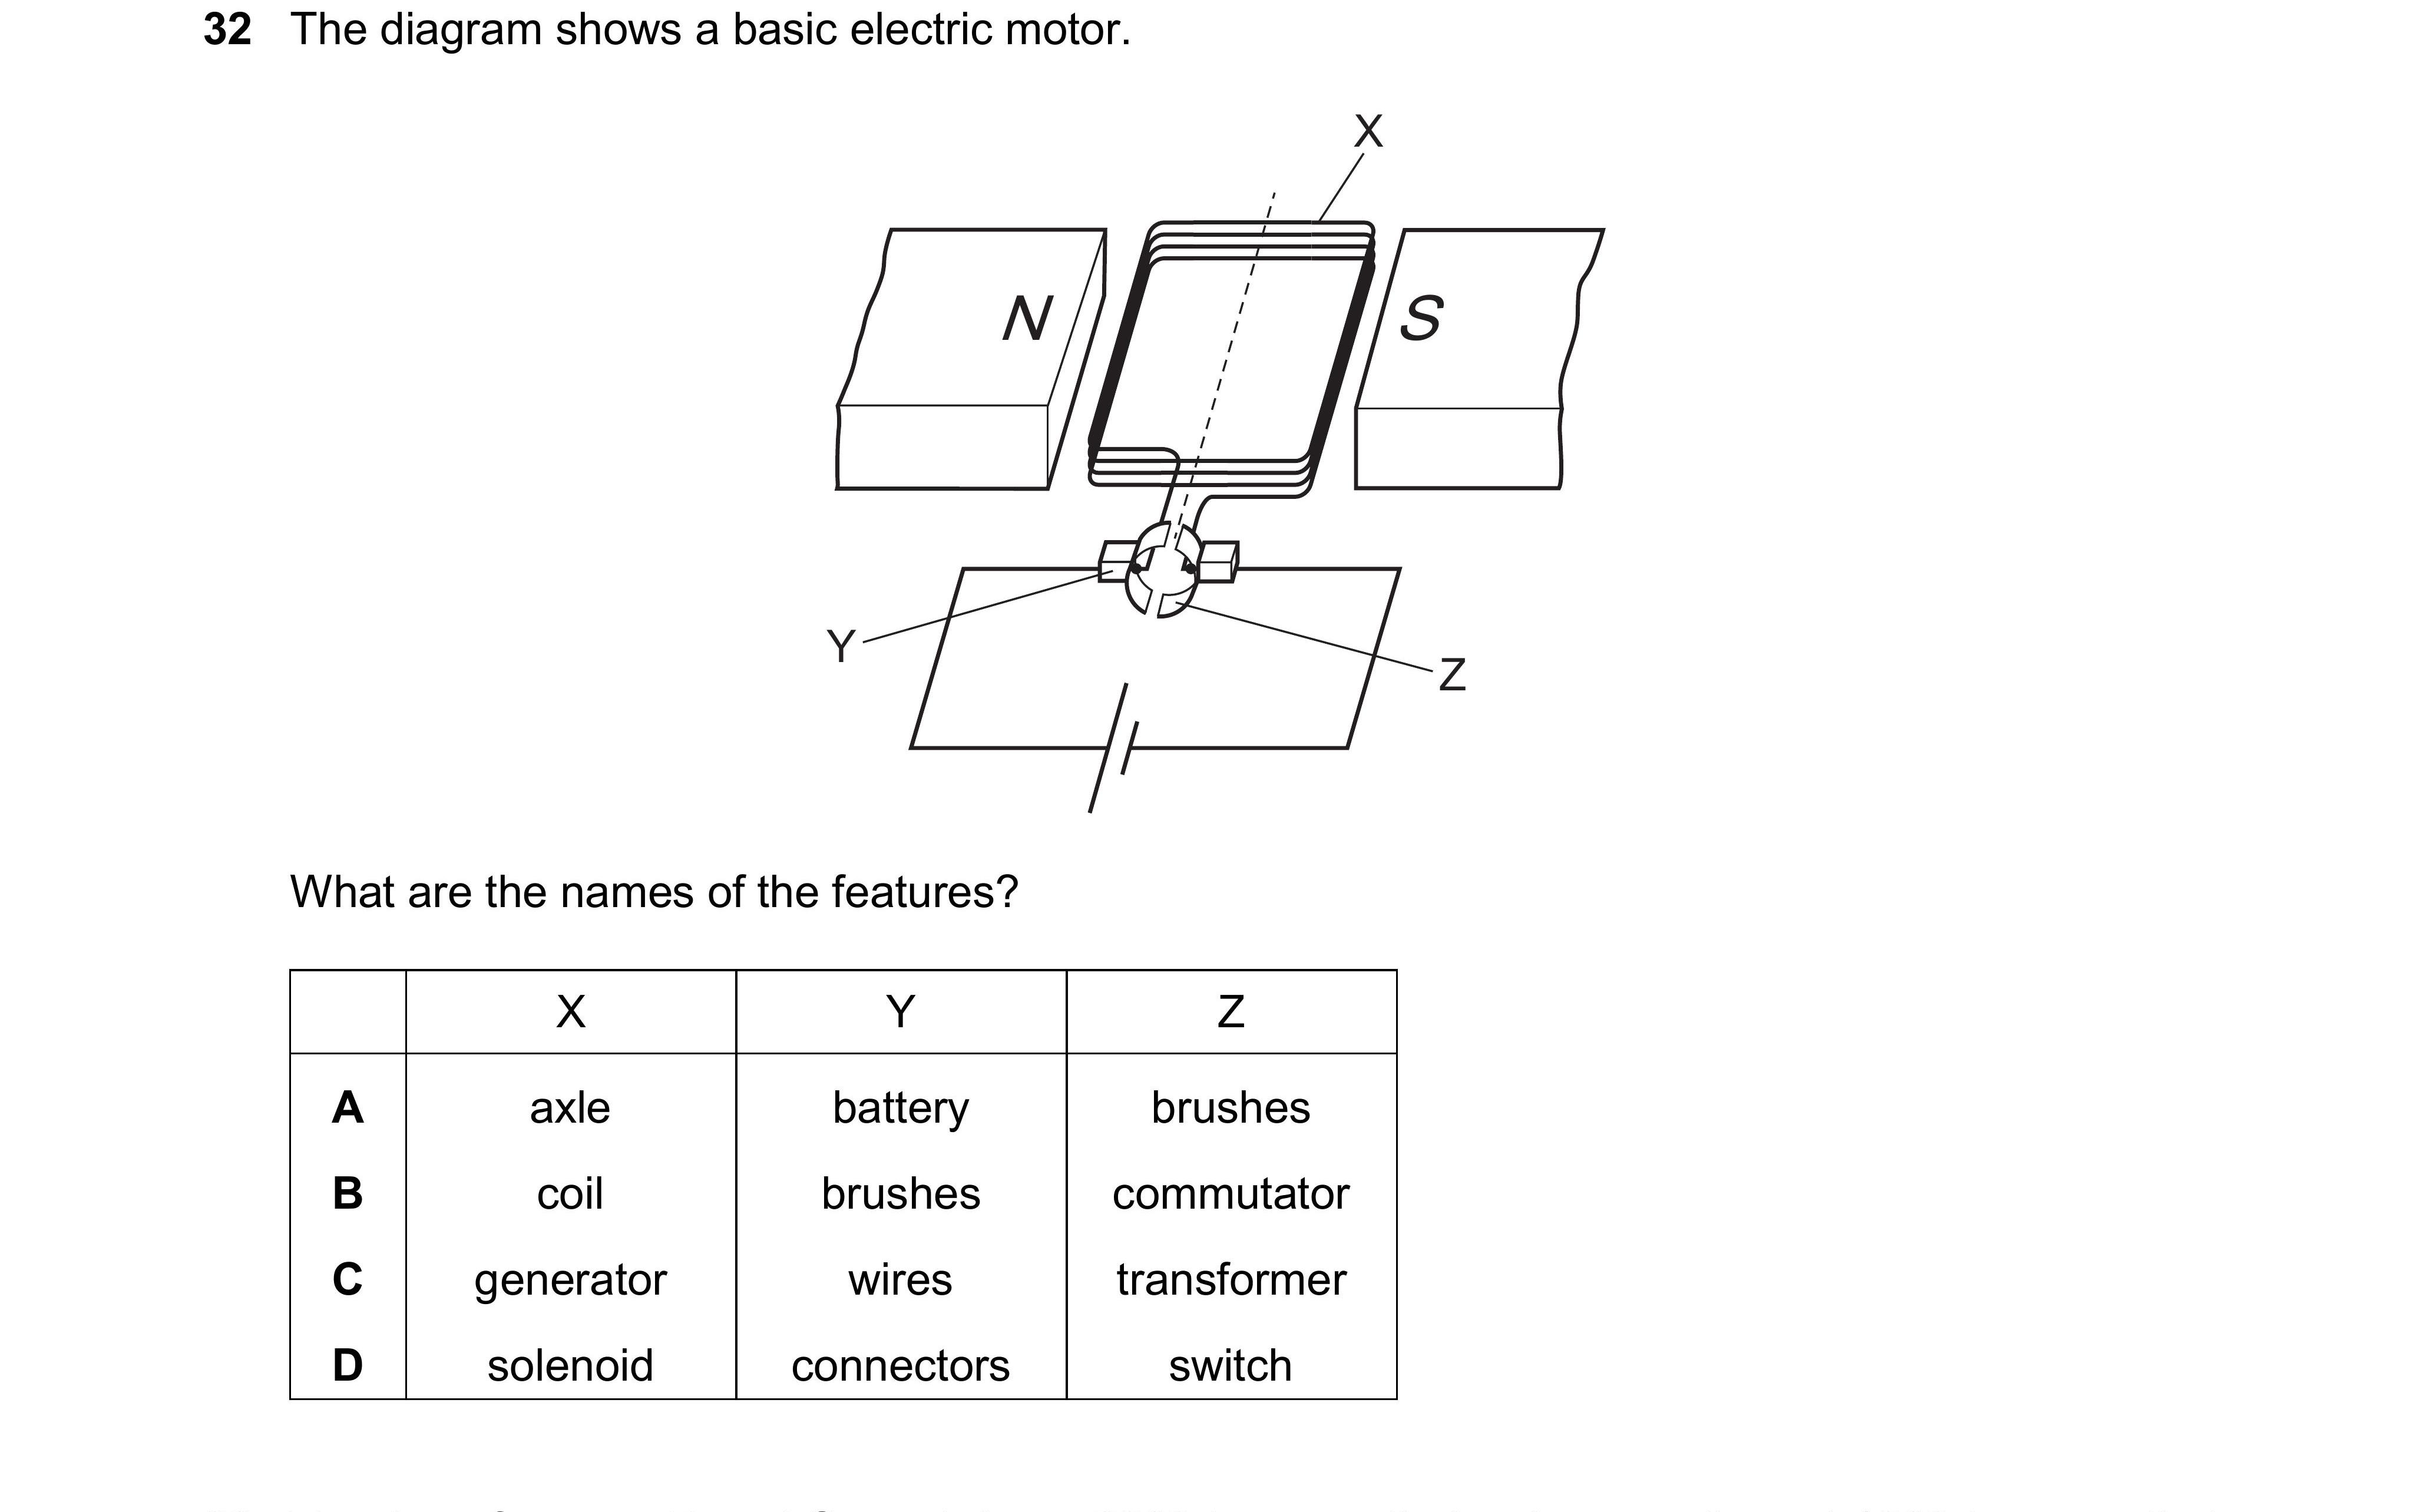 32 The diagram shows a basic electric motor.
X
N
S
Y
Z
What are the names of the features?
X Y Z
A axle battery brushes
B coil brushes commutator
C generator wires transformer
D solenoid connectors switch